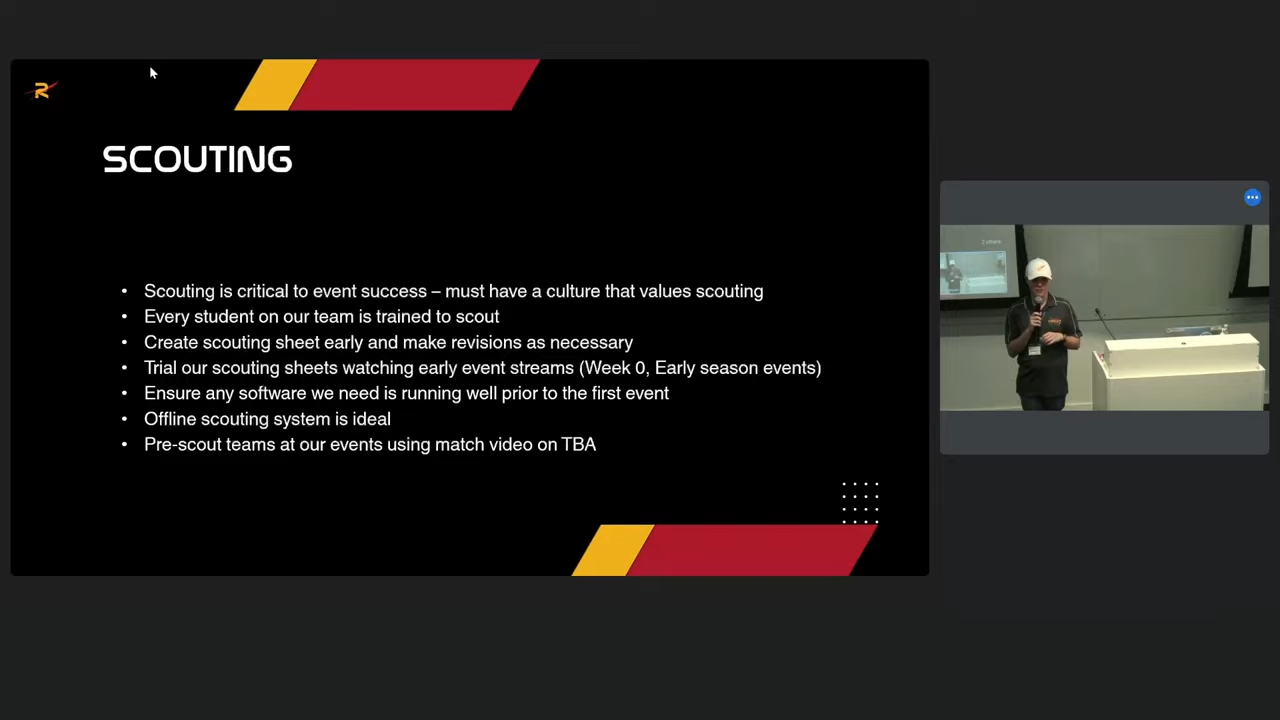 R
SCOUTING
• Scouting is critical to event success – must have a culture that values scouting
• Every student on our team is trained to scout
• Create scouting sheet early and make revisions as necessary
• Trial our scouting sheets watching early event streams (Week 0, Early season events)
• Ensure any software we need is running well prior to the first event
• Offline scouting system is ideal
• Pre-scout teams at our events using match video on TBA
2 others